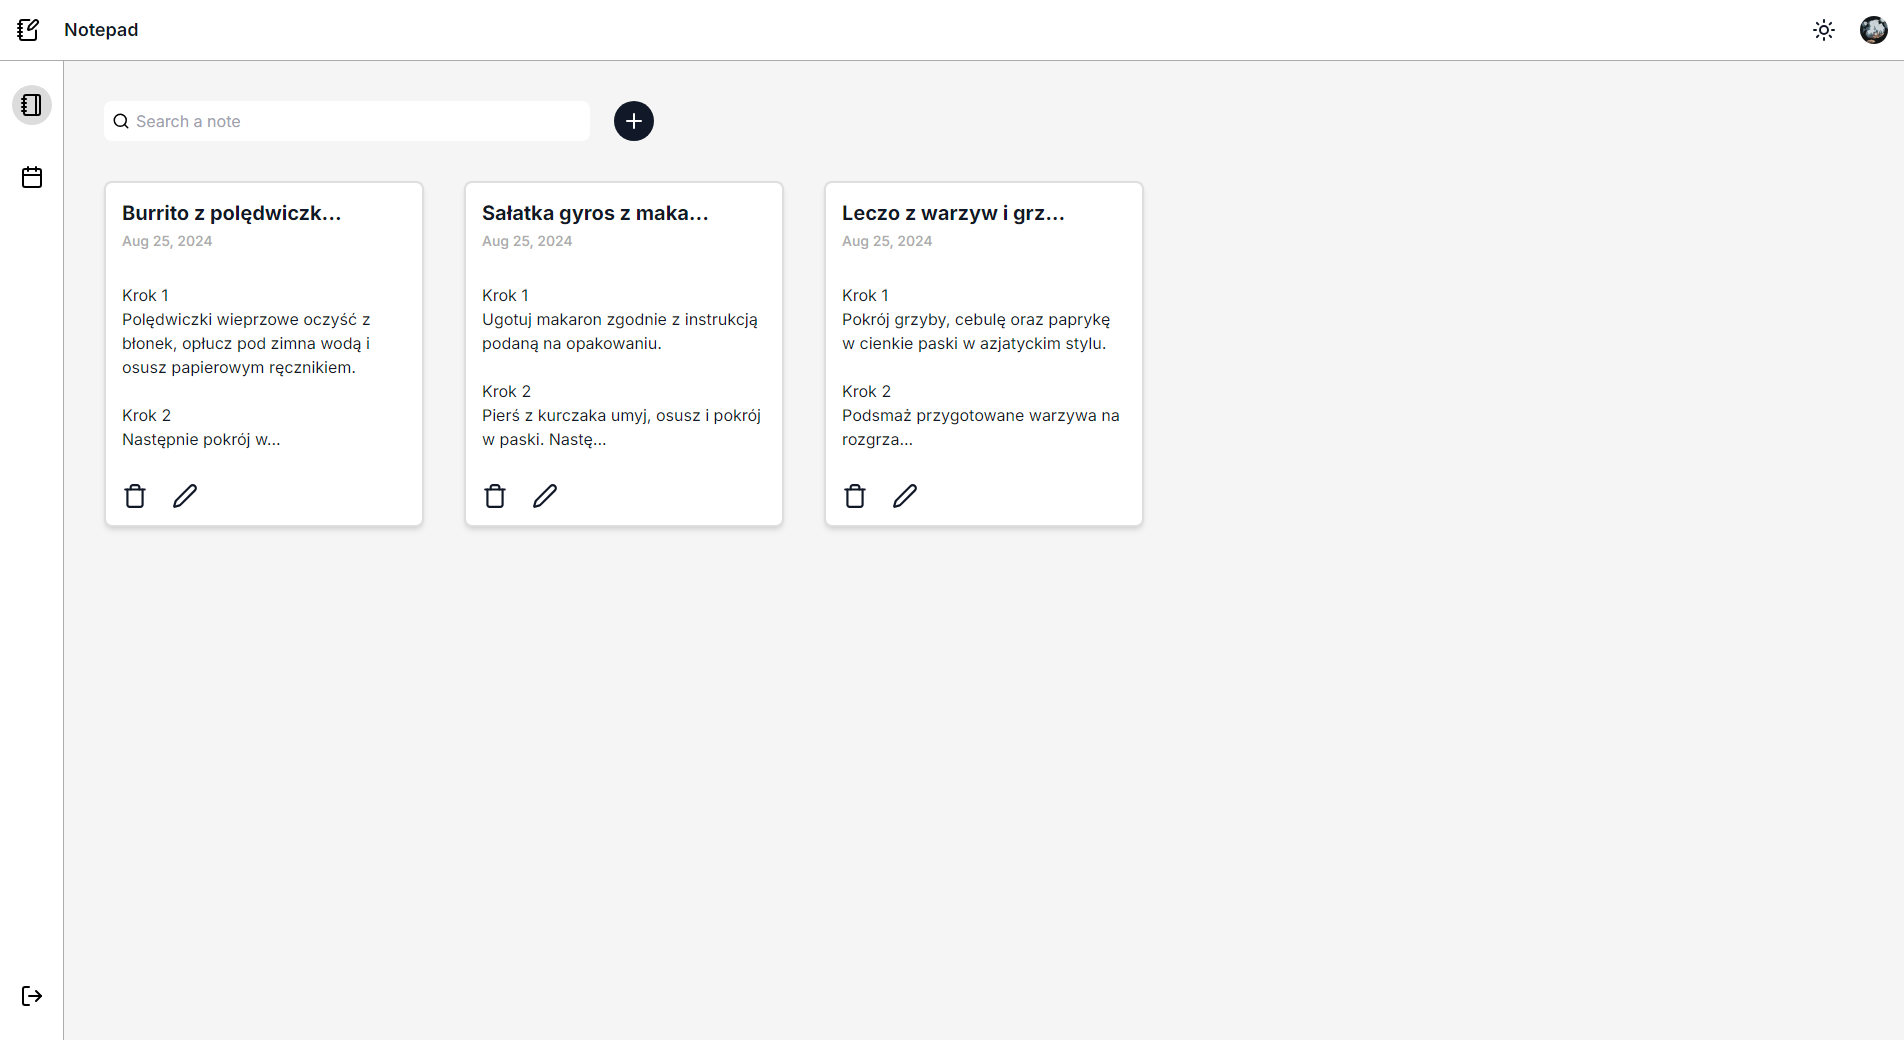 Notepad
Search a note
Burrito z polędwiczk...
Aug 25, 2024
Krok 1
Polędwiczki wieprzowe oczyść z
błonek, opłucz pod zimna wodą i
osusz papierowym ręcznikiem.
Krok 2
Następnie pokrój w...
Sałatka gyros z maka...
Aug 25, 2024
Krok 1
Ugotuj makaron zgodnie z instrukcją
podaną na opakowaniu.
Krok 2
Pierś z kurczaka umyj, osusz i pokrój
w paski. Nastę...
Leczo z warzyw i grz...
Aug 25, 2024
Krok 1
Pokrój grzyby, cebulę oraz paprykę
w cienkie paski w azjatyckim stylu.
Krok 2
Podsmaż przygotowane warzywa na
rozgrza...